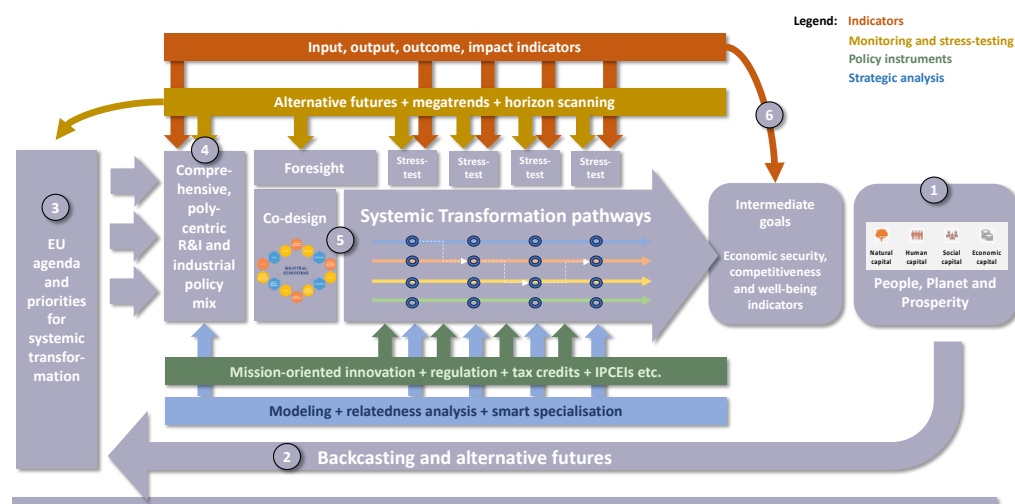 Legend: Indicators
Monitoring and stress-testing
Policy instruments
Strategic analysis
Input, output, outcome, impact indicators
Alternative futures + megatrends + horizon scanning
6
3
EU
agenda
and
priorities
for
systemic
transfor-
mation
4
Compre-
hensive,
poly-
centric
R&I and
industrial
policy
mix
Foresight
Stress-
test
Stress-
test
Stress-
test
Stress-
test
Co-design
INDUSTRIAL
ECOSYSTEMS
5
Systemic Transformation pathways
Intermediate
goals
Economic security,
competitiveness
and well-being
indicators
1
Natural
capital
Human
capital
Social
capital
Economic
capital
People, Planet and
Prosperity
Mission-oriented innovation + regulation + tax credits + IPCEIs etc.
Modeling + relatedness analysis + smart specialisation
2
Backcasting and alternative futures